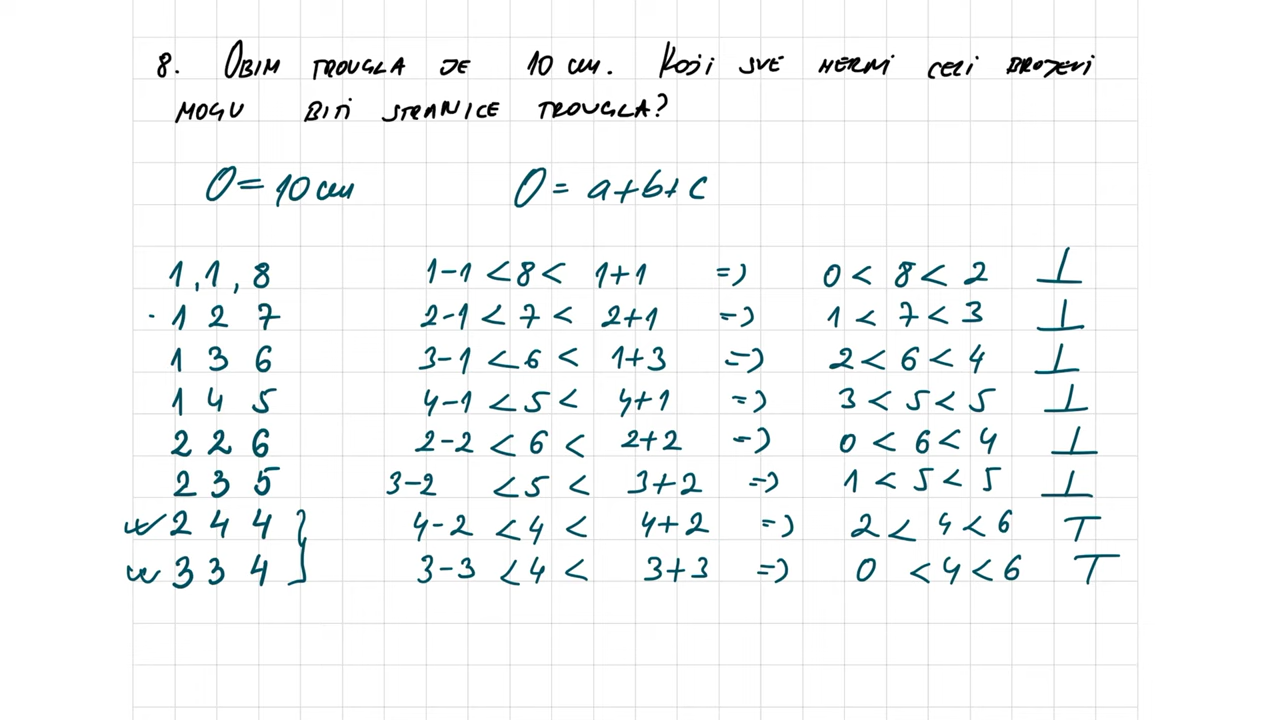 8. OBIM TROUGLA JE 10 cm. KOJI SVE MERNI CELI BROJEVI
MOGU BITI STRANICE TROUGLA?
O = 10 cm O = a+b+c
1, 1, 8 1-1 < 8 < 1+1 => 0 < 8 < 2 ⊥
· 1 2 7 2-1 < 7 < 2+1 => 1 < 7 < 3 ⊥
1 3 6 3-1 < 6 < 1+3 => 2 < 6 < 4 ⊥
1 4 5 4-1 < 5 < 4+1 => 3 < 5 < 5 ⊥
2 2 6 2-2 < 6 < 2+2 => 0 < 6 < 4 ⊥
2 3 5 3-2 < 5 < 3+2 => 1 < 5 < 5 ⊥
2 4 4 4-2 < 4 < 4+2 => 2 < 4 < 6 T
3 3 4 3-3 < 4 < 3+3 => 0 < 4 < 6 T